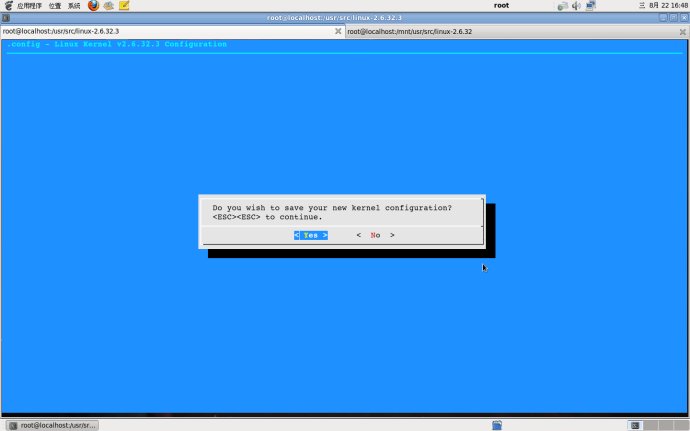 应用程序 位置 系统
root
三 8月 22 16:48
root@localhost:/usr/src/linux-2.6.32.3
root@localhost:/usr/src/linux-2.6.32.3
root@localhost:/mnt/usr/src/linux-2.6.32
.config - Linux Kernel v2.6.32.3 Configuration
Do you wish to save your new kernel configuration?
<ESC><ESC> to continue.
< Yes > < No >
root@localhost:/usr/sr...